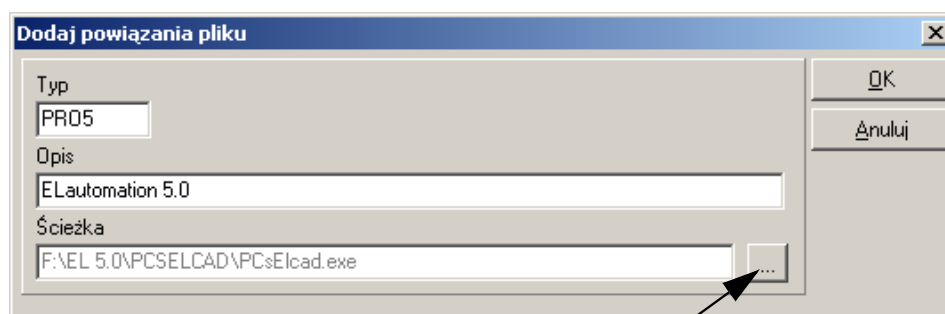 Dodaj powiązania pliku
Typ
PRO5
Opis
ELautomation 5.0
Ścieżka
F:\EL 5.0\PCSELCAD\PCsElcad.exe
...
OK
Anuluj